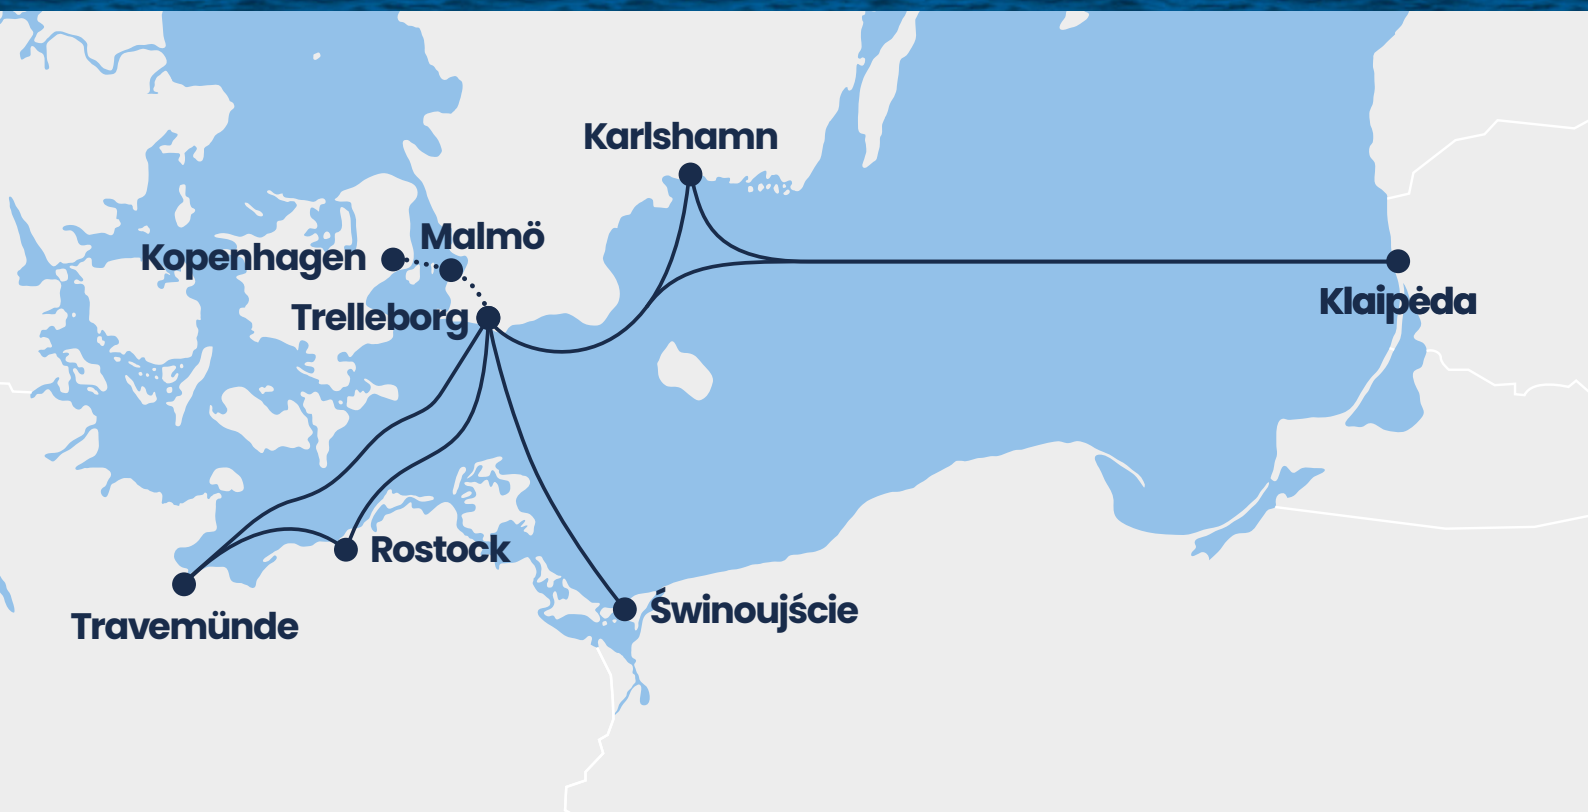 Karlshamn
Malmö
Kopenhagen
Trelleborg
Klaipėda
Rostock
Świnoujście
Travemünde